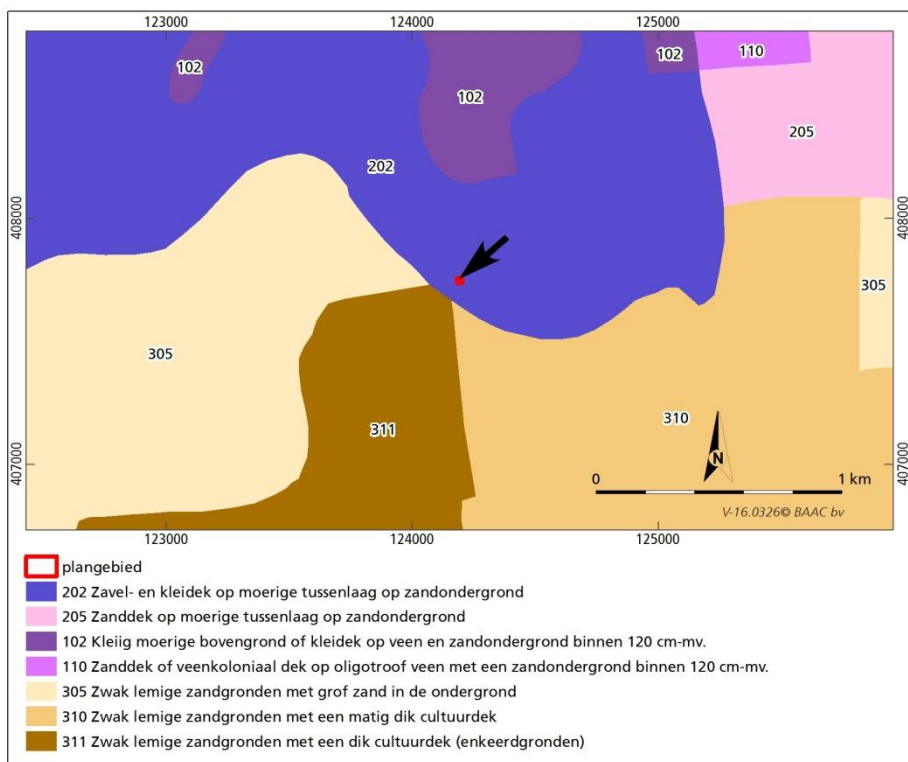 123000 124000 125000
102 102 110
102
205
202
408000 408000
305
305
311 310
407000 407000
N
0 1 km
V-16.0326© BAAC bv
123000 124000 125000
plangebied
202 Zavel- en kleidek op moerige tussenlaag op zandondergrond
205 Zanddek op moerige tussenlaag op zandondergrond
102 Kleiig moerige bovengrond of kleidek op veen en zandondergrond binnen 120 cm-mv.
110 Zanddek of veenkoloniaal dek op oligotroof veen met een zandondergrond binnen 120 cm-mv.
305 Zwak lemige zandgronden met grof zand in de ondergrond
310 Zwak lemige zandgronden met een matig dik cultuurdek
311 Zwak lemige zandgronden met een dik cultuurdek (enkeerdgronden)